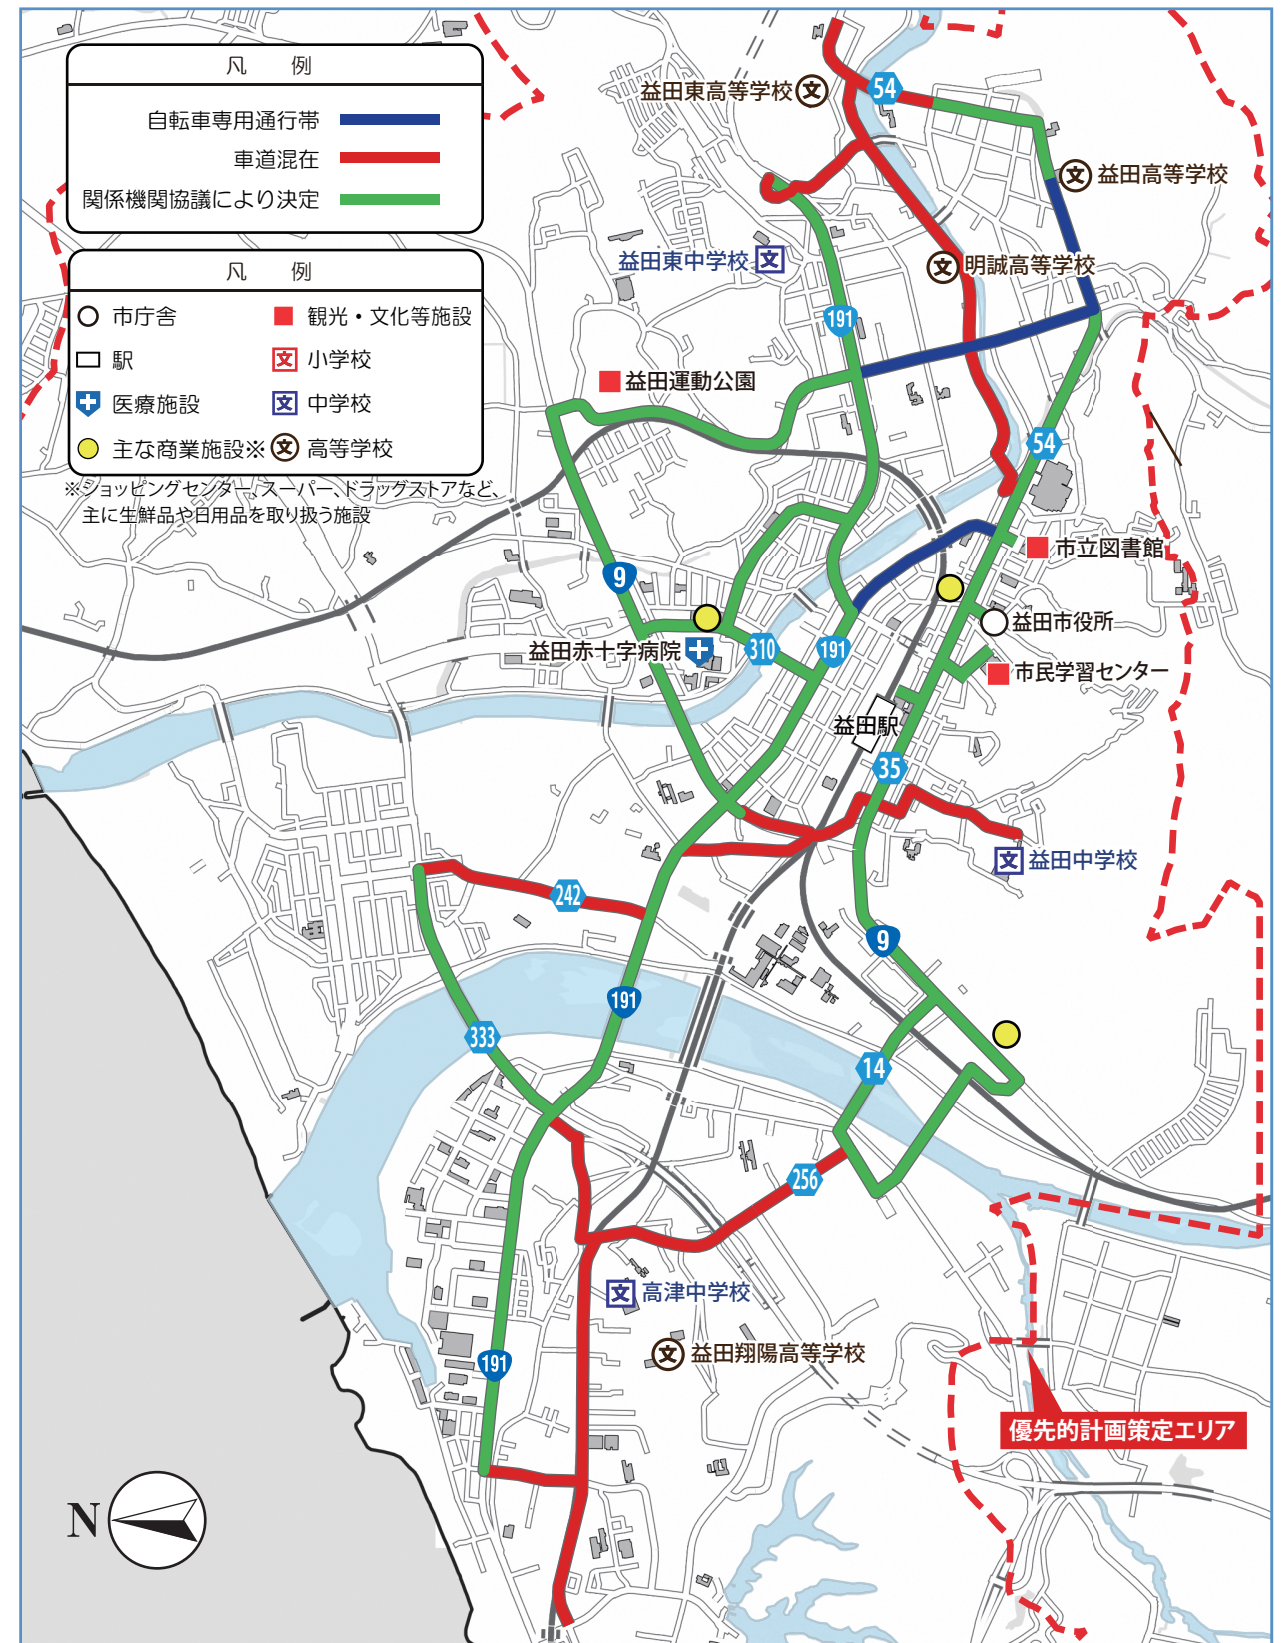 凡 例
自転車専用通行帯
車道混在
関係機関協議により決定
凡 例
市庁舎
観光・文化等施設
駅
小学校
医療施設
中学校
主な商業施設※
高等学校
※ショッピングセンター、スーパー、ドラッグストアなど、
主に生鮮品や日用品を取り扱う施設
益田東高等学校
54
益田高等学校
益田東中学校
明誠高等学校
191
益田運動公園
54
9
市立図書館
益田市役所
益田赤十字病院
310
191
市民学習センター
益田駅
35
益田中学校
242
9
191
333
14
256
高津中学校
益田翔陽高等学校
191
優先的計画策定エリア
N